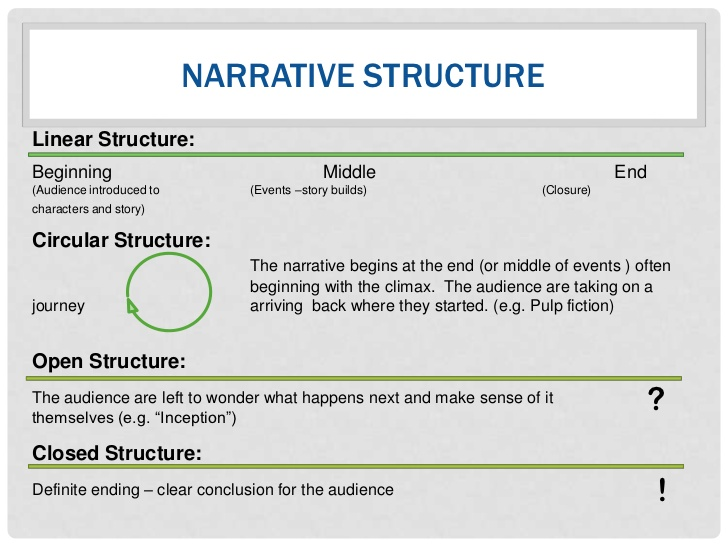 NARRATIVE STRUCTURE
Linear Structure:
Beginning Middle End
(Audience introduced to (Events –story builds) (Closure)
characters and story)
Circular Structure:
The narrative begins at the end (or middle of events ) often
beginning with the climax. The audience are taking on a
journey arriving back where they started. (e.g. Pulp fiction)
Open Structure:
The audience are left to wonder what happens next and make sense of it ?
themselves (e.g. “Inception”)
Closed Structure:
Definite ending – clear conclusion for the audience !